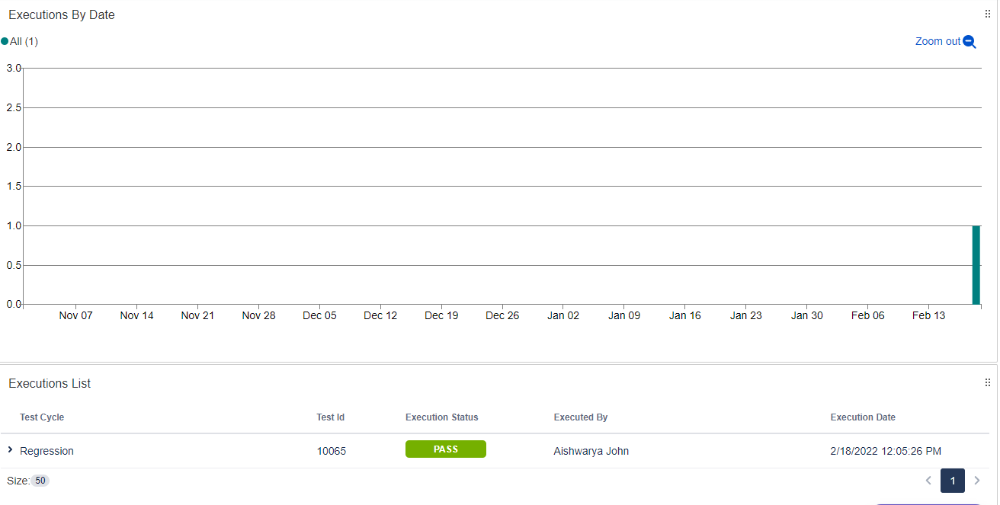 Executions By Date
All (1)
Zoom out
3.0
2.5
2.0
1.5
1.0
0.5
0.0
Nov 07 Nov 14 Nov 21 Nov 28 Dec 05 Dec 12 Dec 19 Dec 26 Jan 02 Jan 09 Jan 16 Jan 23 Jan 30 Feb 06 Feb 13
Executions List
Test Cycle Test Id Execution Status Executed By Execution Date
Regression 10065 PASS Aishwarya John 2/18/2022 12:05:26 PM
Size: 50 1